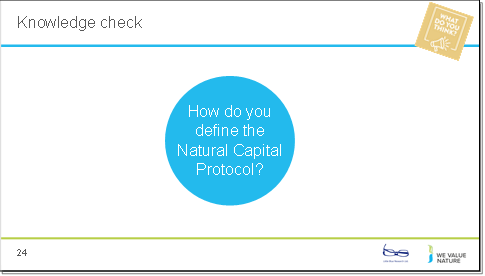 Knowledge check
WHAT
DO YOU
THINK?
How do you
define the
Natural Capital
Protocol?
24
WE VALUE
NATURE